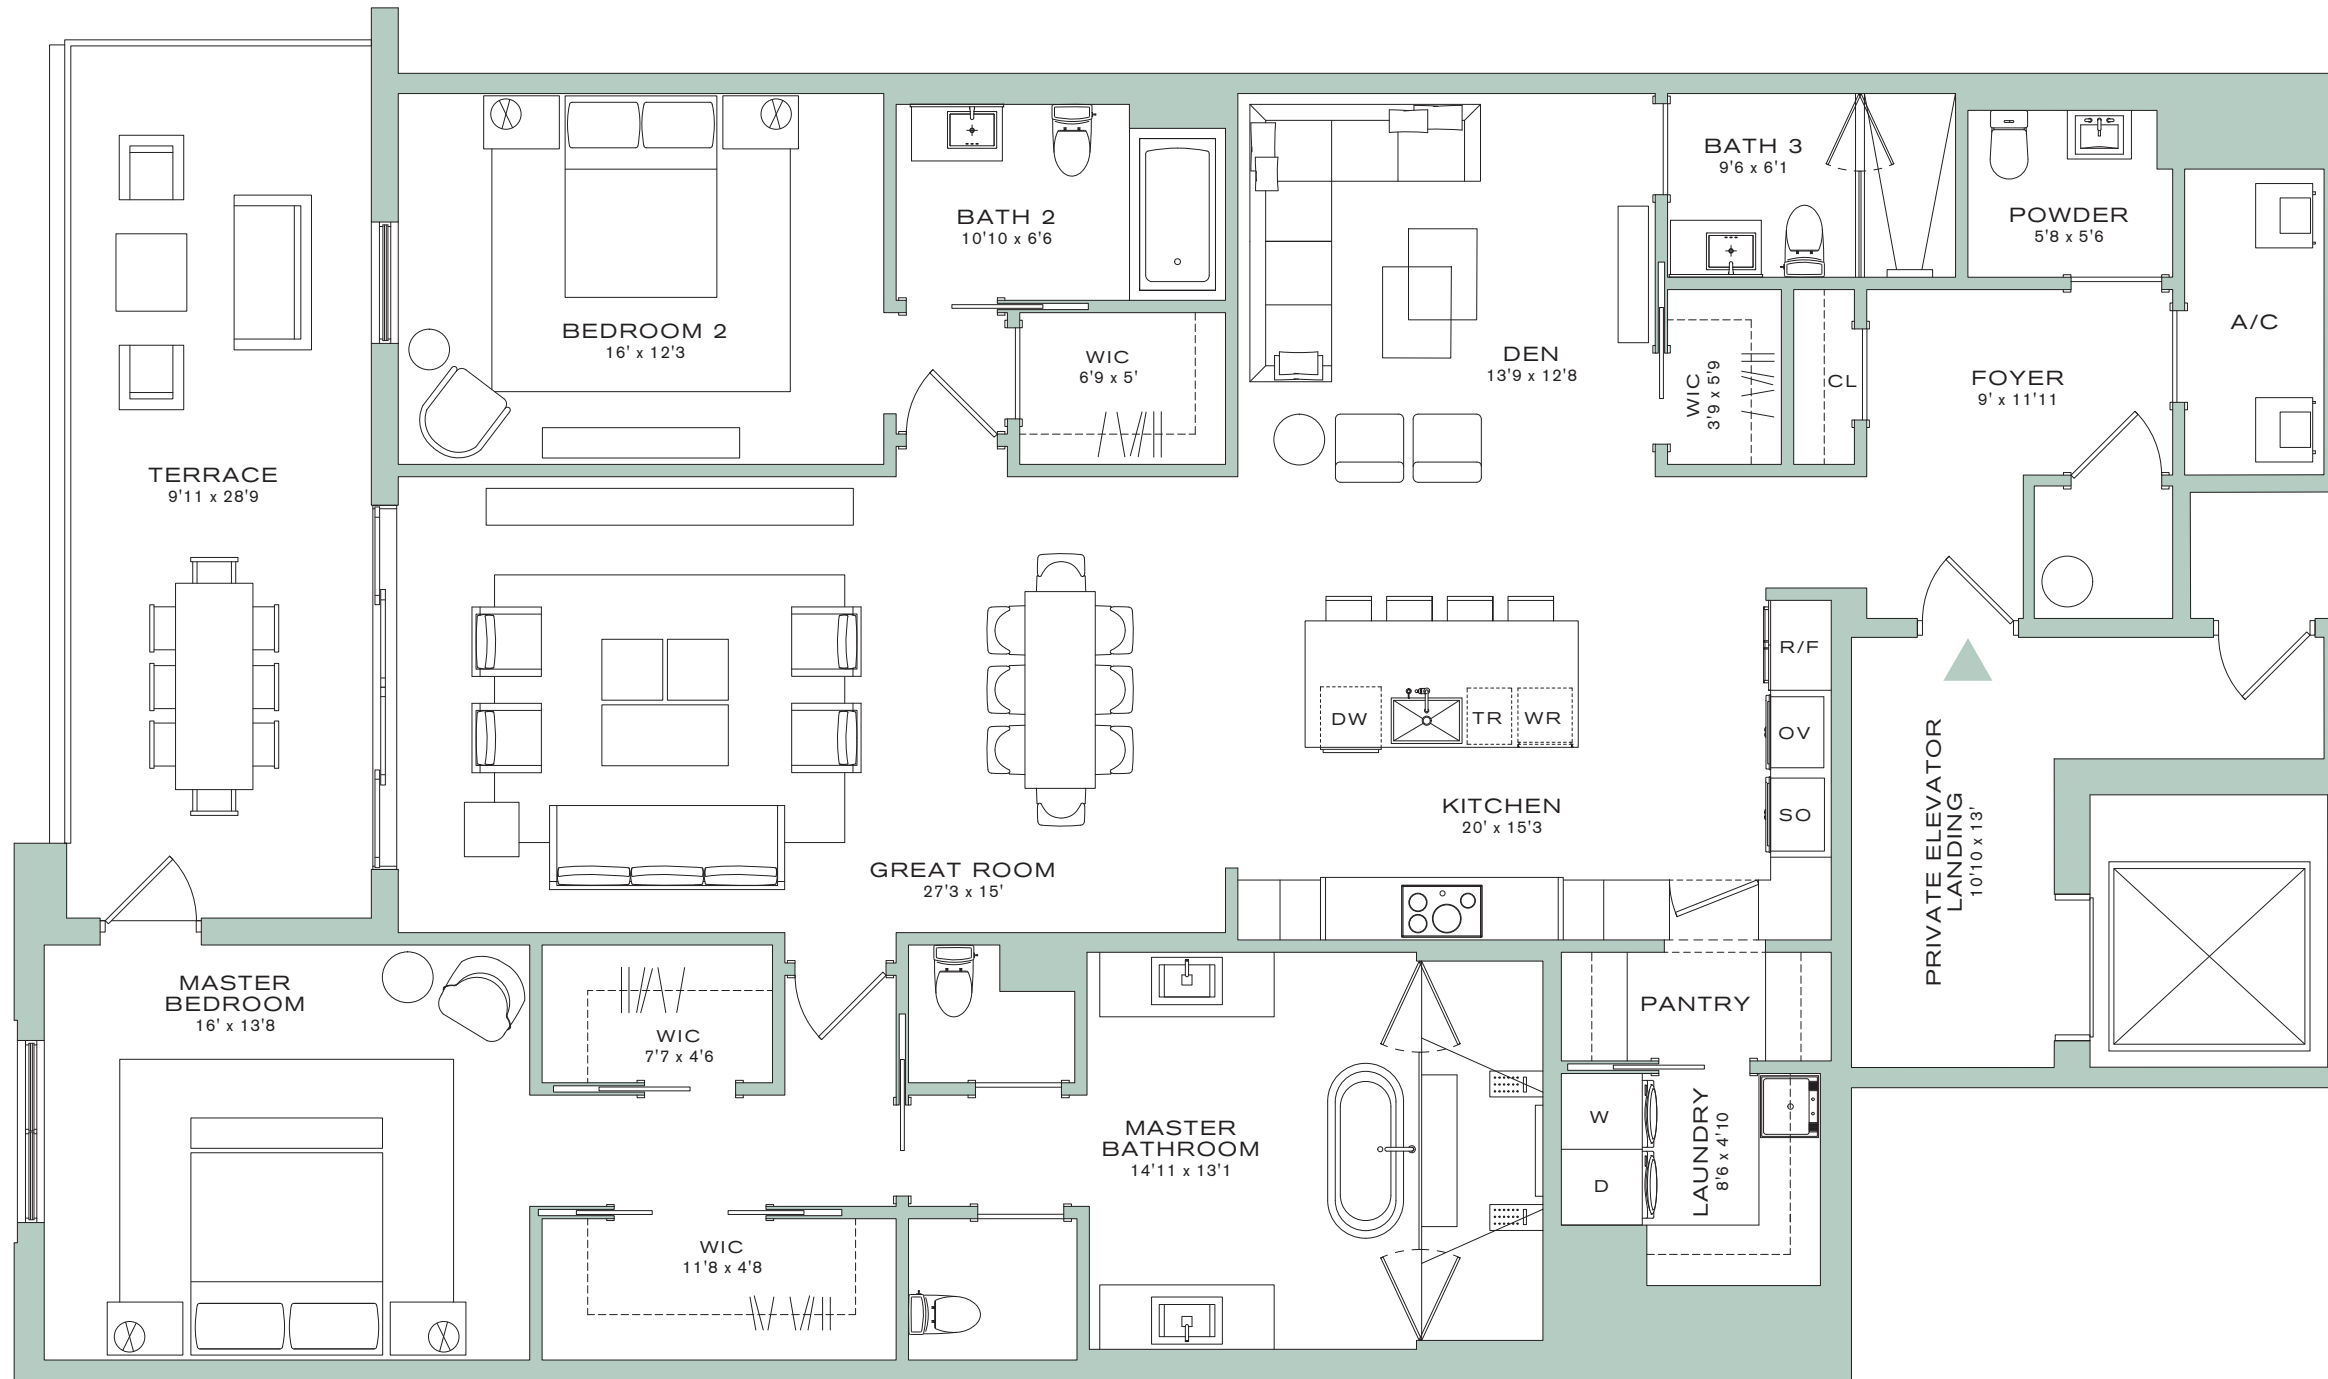 BATH 3
9'6 x 6'1
BATH 2
10'10 x 6'6
POWDER
5'8 x 5'6
BEDROOM 2
16' x 12'3
WIC
6'9 x 5'
DEN
13'9 x 12'8
WIC
3'9 x 5'9
CL
FOYER
9' x 11'11
A/C
TERRACE
9'11 x 28'9
R/F
DW
TR
WR
OV
SO
KITCHEN
20' x 15'3
GREAT ROOM
27'3 x 15'
PRIVATE ELEVATOR
LANDING
10'10 x 13'
MASTER
BEDROOM
16' x 13'8
WIC
7'7 x 4'6
PANTRY
MASTER
BATHROOM
14'11 x 13'1
W
D
LAUNDRY
8'6 x 4'10
WIC
11'8 x 4'8